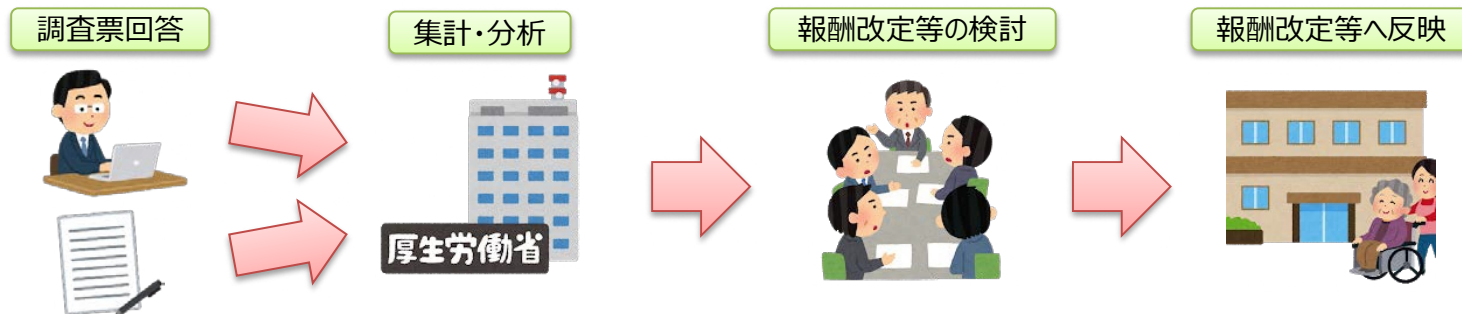 調査票回答
集計・分析
報酬改定等の検討
報酬改定等へ反映
厚生労働省